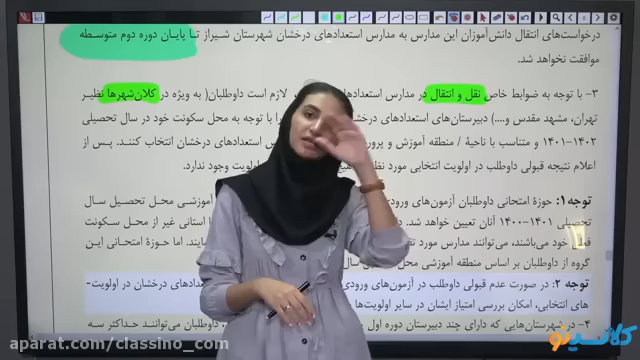 درخواست‌های انتقال دانش‌آموزان این مدارس به مدارس استعدادهای درخشان شهرستان شیراز تا پایان دوره دوم متوسطه
موافقت نخواهد شد.
۳- با توجه به ضوابط خاص نقل و انتقال در مدارس استعدادهای لازم است داوطلبان( به ویژه در کلان‌شهرها نظیر
تهران، مشهد مقدس و....) دبیرستان‌های استعدادهای درخشان را با توجه به محل سکونت خود در سال تحصیلی
۱۴۰۲-۱۴۰۱ و متناسب با ناحیهٔ / منطقه آموزش و استعدادهای درخشان انتخاب کنند. پس از
اعلام نتیجه قبولی داوطلب در اولویت انتخابی مورد نظر، اولویت وجود ندارد.
توجه ۱: حوزهٔ امتحانی داوطلبان آزمون‌های ورودی آموزشی محل تحصیل سال
تحصیلی ۱۴۰۱-۱۴۰۰ آنان تعیین خواهد شد. استانی غیر از محل سکونت
خود می‌باشند، می‌توانند مدارس مورد نمایند. اما حوزهٔ امتحانی این
گروه از داوطلبان بر اساس منطقه آموزشی محل
توجه ۲: در صورت عدم قبولی داوطلب در آزمون‌های ورودی استعدادهای درخشان در اولویت-
های انتخابی، امکان بررسی امتیاز ایشان در سایر اولویت‌ها
۴- در شهرستان‌هایی که دارای چند دبیرستان دوره اول داوطلبان می‌توانند حداکثر سه
کلاسینو
aparat.com/classino_com